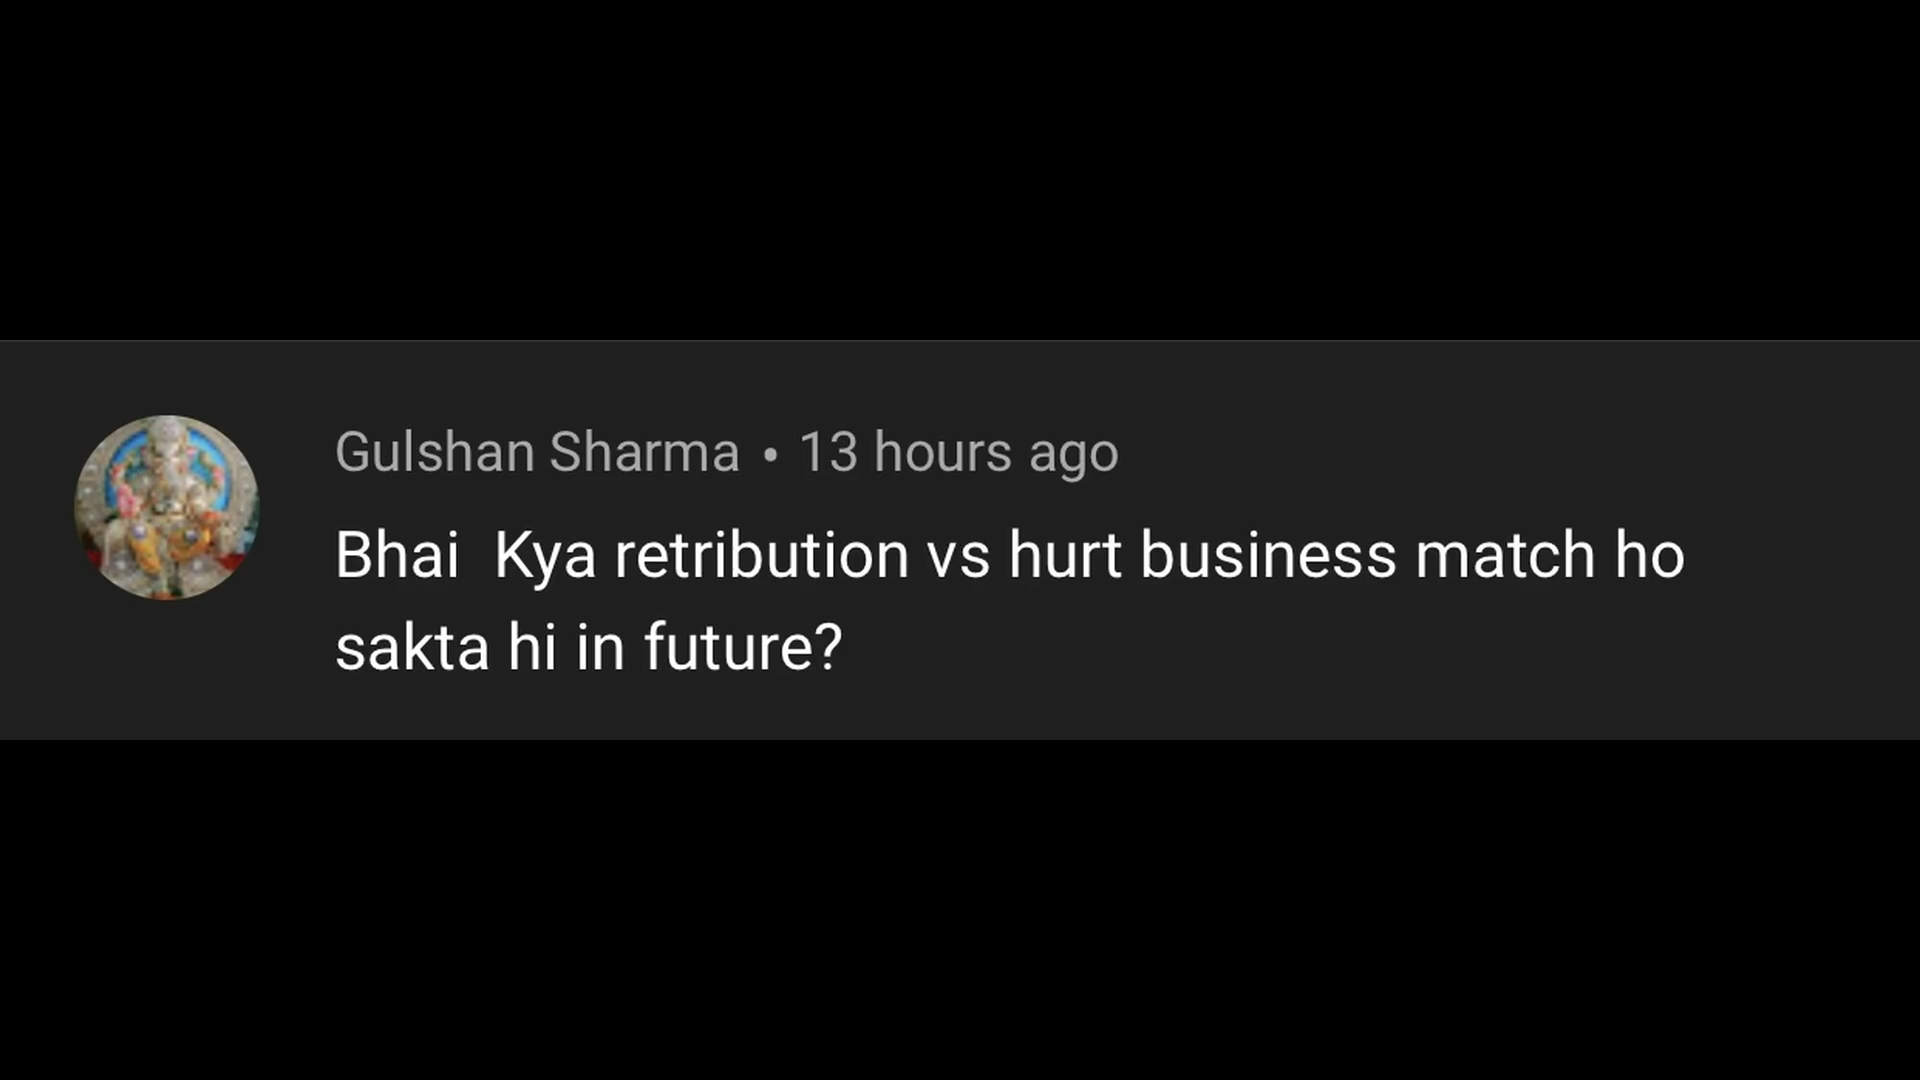 Gulshan Sharma • 13 hours ago
Bhai  Kya retribution vs hurt business match ho
sakta hi in future?